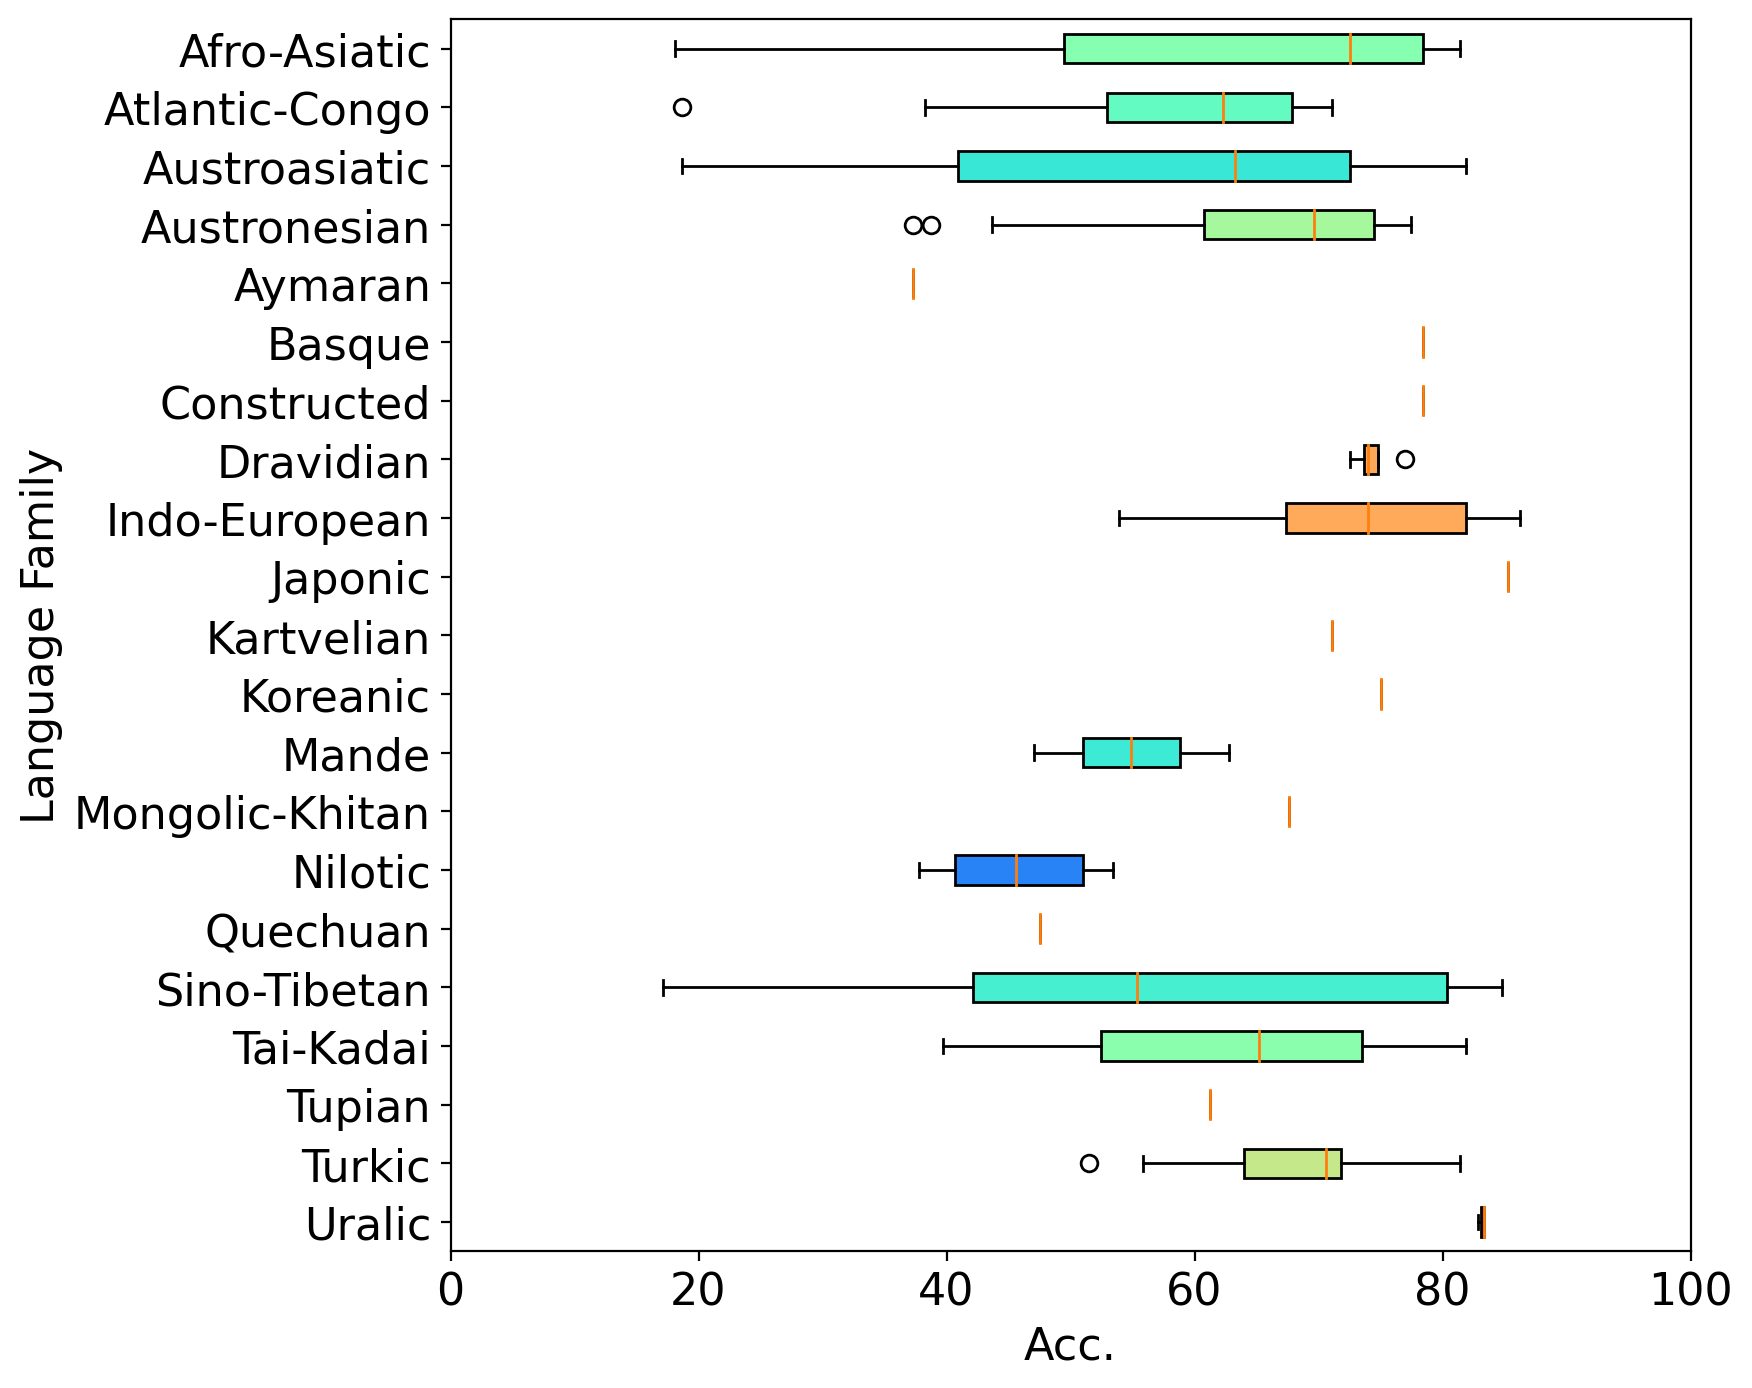 Language Family
Afro-Asiatic
Atlantic-Congo
Austroasiatic
Austronesian
Aymaran
Basque
Constructed
Dravidian
Indo-European
Japonic
Kartvelian
Koreanic
Mande
Mongolic-Khitan
Nilotic
Quechuan
Sino-Tibetan
Tai-Kadai
Tupian
Turkic
Uralic
0 20 40 60 80 100
Acc.